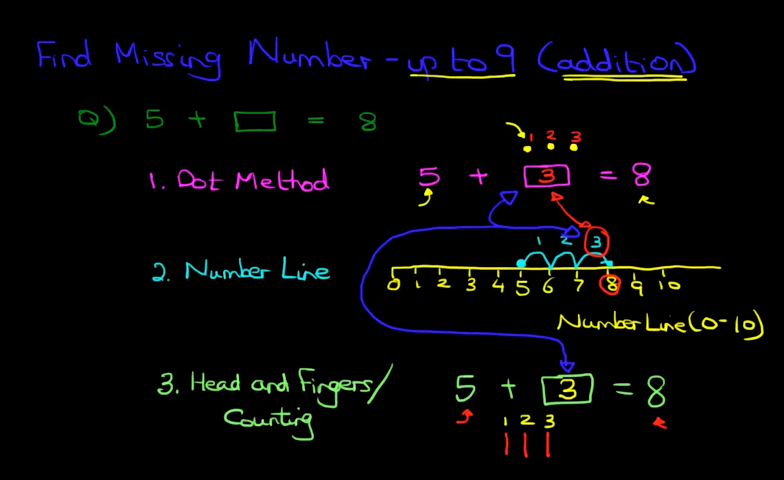 Find Missing Number - up to 9 (addition)
Q) 5 + □ = 8
1 2 3
1. Dot Method 5 + 3 = 8
1 2 3
2. Number Line
0 1 2 3 4 5 6 7 8 9 10
Number Line (0-10)
3. Head and Fingers/ 5 + 3 = 8
Counting 1 2 3